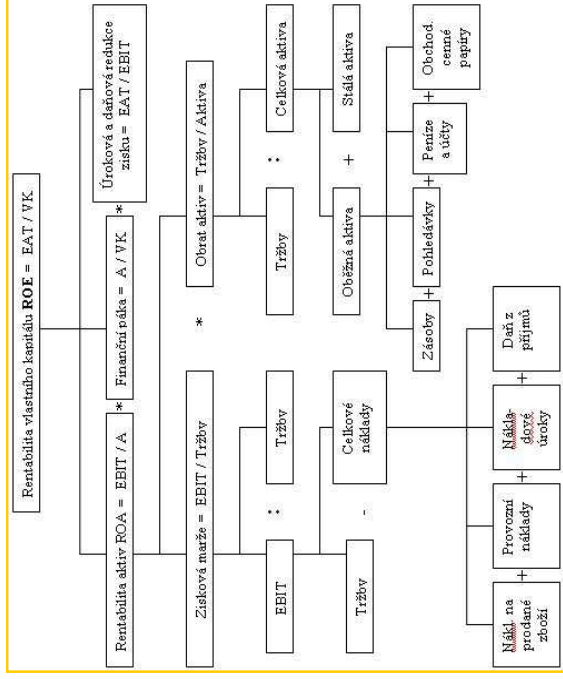 Rentabilita vlastního kapitálu ROE = EAT / VK
Rentabilita aktiv ROA = EBIT / A
*
Finanční páka = A / VK
*
Úroková a daňová redukce
zisku = EAT / EBIT
Zisková marže = EBIT / Tržby
*
Obrat aktiv = Tržby / Aktiva
EBIT
:
Tržby
Tržby
:
Celková aktiva
Tržby
-
Celkové
náklady
Oběžná aktiva
+
Stálá aktiva
Zásoby
+
Pohledávky
+
Peníze
a účty
+
Obchod.
cenné
papíry
Nákl. na
prodané
zboží
+
Provozní
náklady
+
Nákla-
dové
úroky
+
Daň z
příjmů